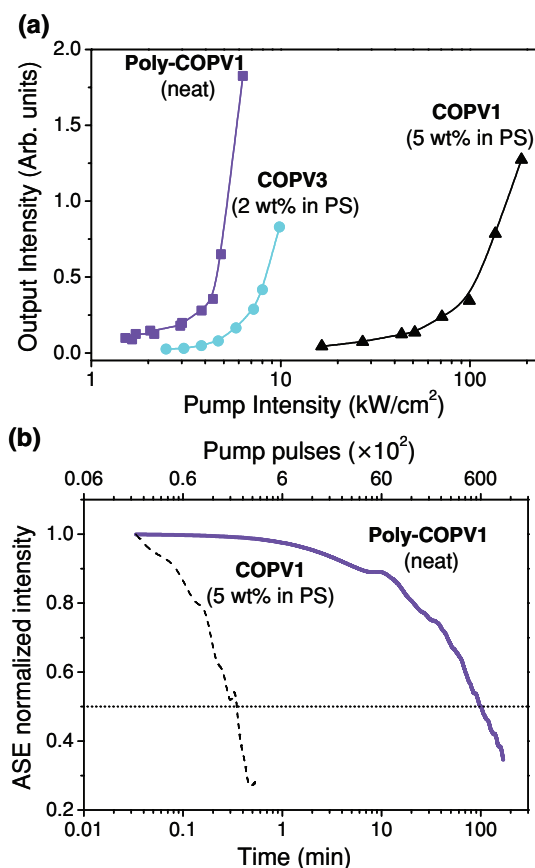 (a)
2.0
1.5
1.0
0.5
0.0
Output Intensity (Arb. units)
Poly-COPV1
(neat)
COPV3
(2 wt% in PS)
COPV1
(5 wt% in PS)
1 10 100
Pump Intensity (kW/cm²)
(b)
Pump pulses (×10²)
0.06 0.6 6 60 600
1.0
0.8
0.6
0.4
0.2
ASE normalized intensity
Poly-COPV1
(neat)
COPV1
(5 wt% in PS)
0.01 0.1 1 10 100
Time (min)